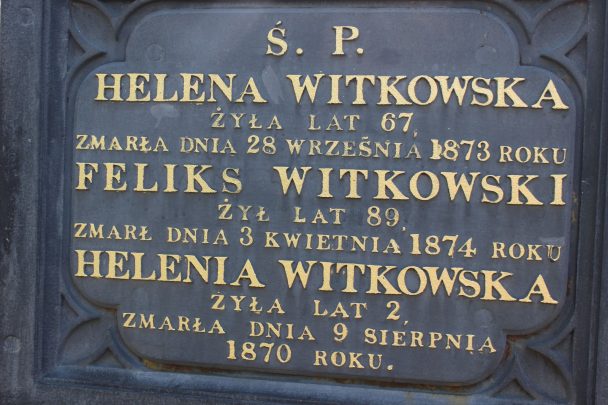 Ś. P.
HELENA WITKOWSKA
ŻYŁA LAT 67,
ZMARŁA DNIA 28 WRZEŚNIA 1873 ROKU
FELIKS WITKOWSKI
ŻYŁ LAT 89,
ZMARŁ DNIA 3 KWIETNIA 1874 ROKU
HELENIA WITKOWSKA
ŻYŁA LAT 2,
ZMARŁA DNIA 9 SIERPNIA
1870 ROKU.